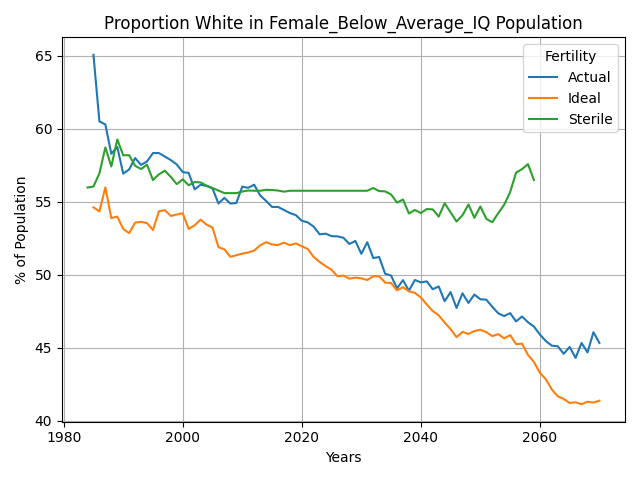 Proportion White in Female_Below_Average_IQ Population
% of Population
65
60
55
50
45
40
Fertility
Actual
Ideal
Sterile
1980
2000
2020
2040
2060
Years